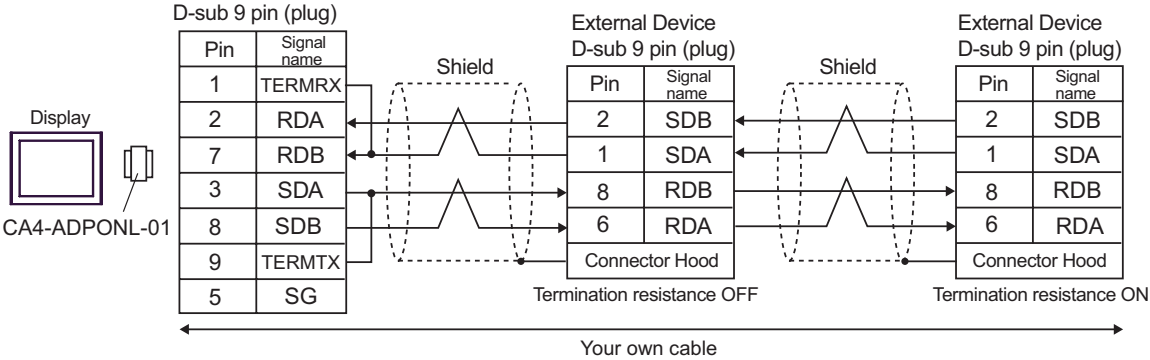 D-sub 9 pin (plug)
Pin Signal name
1 TERMRX
2 RDA
7 RDB
3 SDA
8 SDB
9 TERMTX
5 SG
Display
CA4-ADPONL-01
Shield
External Device
D-sub 9 pin (plug)
Pin Signal name
2 SDB
1 SDA
8 RDB
6 RDA
Connector Hood
Termination resistance OFF
Shield
External Device
D-sub 9 pin (plug)
Pin Signal name
2 SDB
1 SDA
8 RDB
6 RDA
Connector Hood
Termination resistance ON
Your own cable